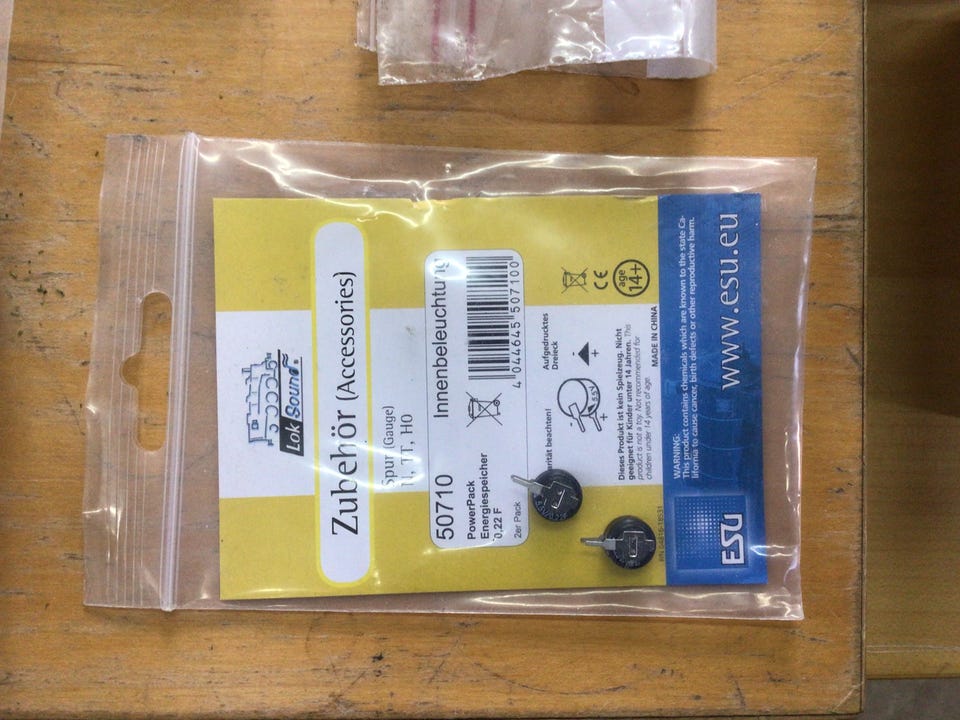 LokSound
Zubehör (Accessories)
Spur (Gauge)
TT, H0
50710 Innenbeleuchtung
PowerPack
Energiespeicher
0,22 F
2er Pack
4 044645 507100
beachten!
Aufgedrucktes
Dreieck
+ 5.5V
+
CE
age
14+
Dieses Produkt ist kein Spielzeug. Nicht
geeignet für Kinder unter 14 Jahren. This
product is not a toy. Not recommended for
children under 14 years of age.
MADE IN CHINA
WARNING:
This product contains chemicals which are known to the state Ca-
lifornia to cause cancer, birth defects or other reproductive harm.
ESU
www.esu.eu